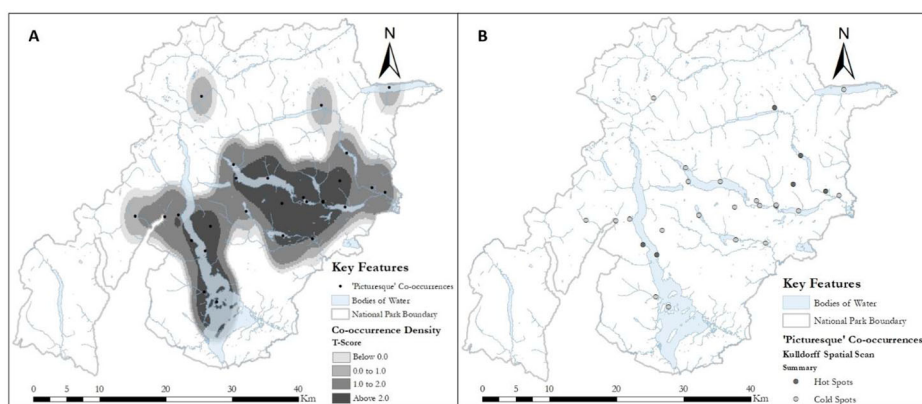 A
N
Key Features
'Picturesque' Co-occurrences
Bodies of Water
National Park Boundary
Co-occurrence Density
T-Score
Below 0.0
0.0 to 1.0
1.0 to 2.0
Above 2.0
0 10 20 30 40
Km
B
N
Key Features
Bodies of Water
National Park Boundary
'Picturesque' Co-occurrences
Kulldorff Spatial Scan
Summary
Hot Spots
Cold Spots
0 10 20 30 40
Km